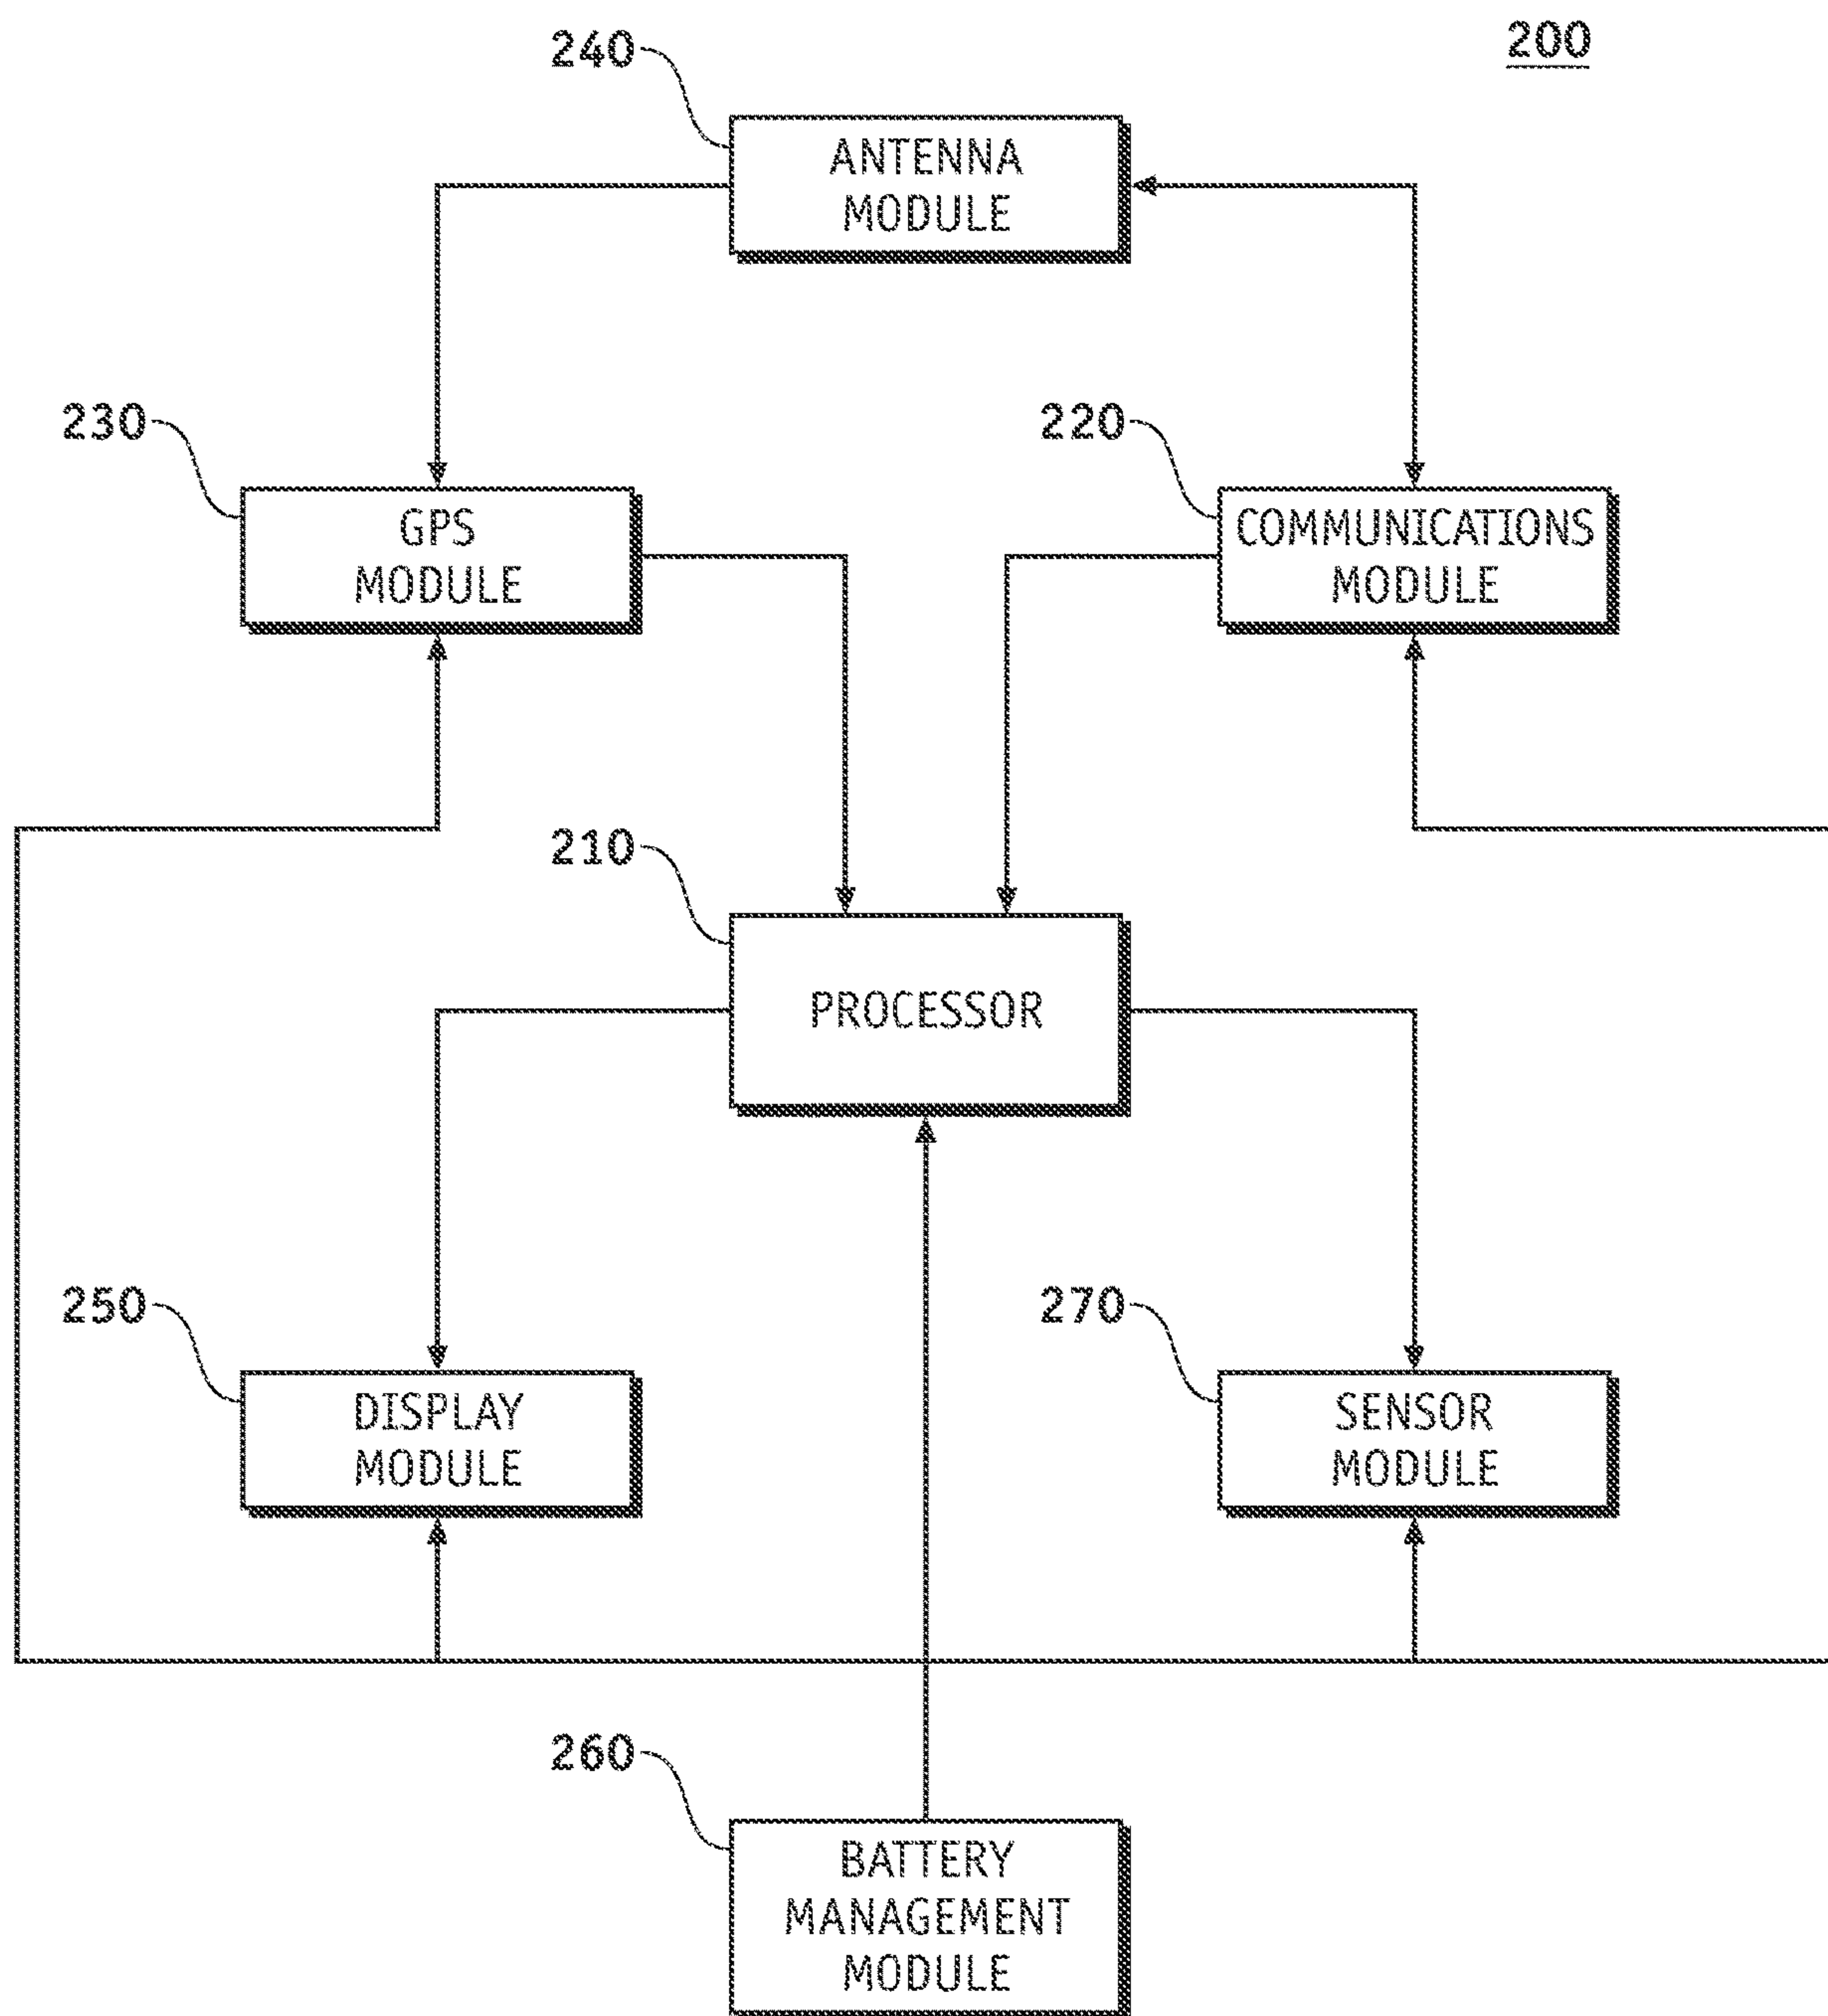 200
240
ANTENNA
MODULE
230
GPS
MODULE
220
COMMUNICATIONS
MODULE
210
PROCESSOR
250
DISPLAY
MODULE
270
SENSOR
MODULE
260
BATTERY
MANAGEMENT
MODULE